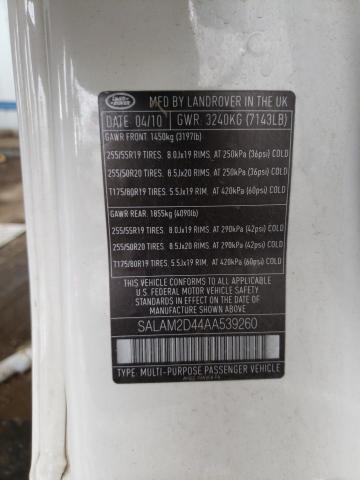 LAND ROVER
MFD BY LANDROVER IN THE UK
DATE 04/10 GWR. 3240KG (7143LB)
GAWR FRONT: 1450kg (3197lb)
255/55R19 TIRES. 8.0Jx19 RIMS, AT 250kPa (36psi) COLD
255/50R20 TIRES. 8.5Jx20 RIMS, AT 250kPa (36psi) COLD
T175/80R19 TIRES. 5.5Jx19 RIM, AT 420kPa (60psi) COLD
GAWR REAR: 1855kg (4090lb)
255/55R19 TIRES. 8.0Jx19 RIMS, AT 290kPa (42psi) COLD
255/50R20 TIRES. 8.5Jx20 RIMS, AT 290kPa (42psi) COLD
T175/80R19 TIRES. 5.5Jx19 RIM, AT 420kPa (60psi) COLD
THIS VEHICLE CONFORMS TO ALL APPLICABLE
U.S. FEDERAL MOTOR VEHICLE SAFETY STANDARDS
IN EFFECT ON THE DATE OF MANUFACTURE SHOWN ABOVE.
SALAM2D44AA539260
TYPE: MULTI-PURPOSE PASSENGER VEHICLE